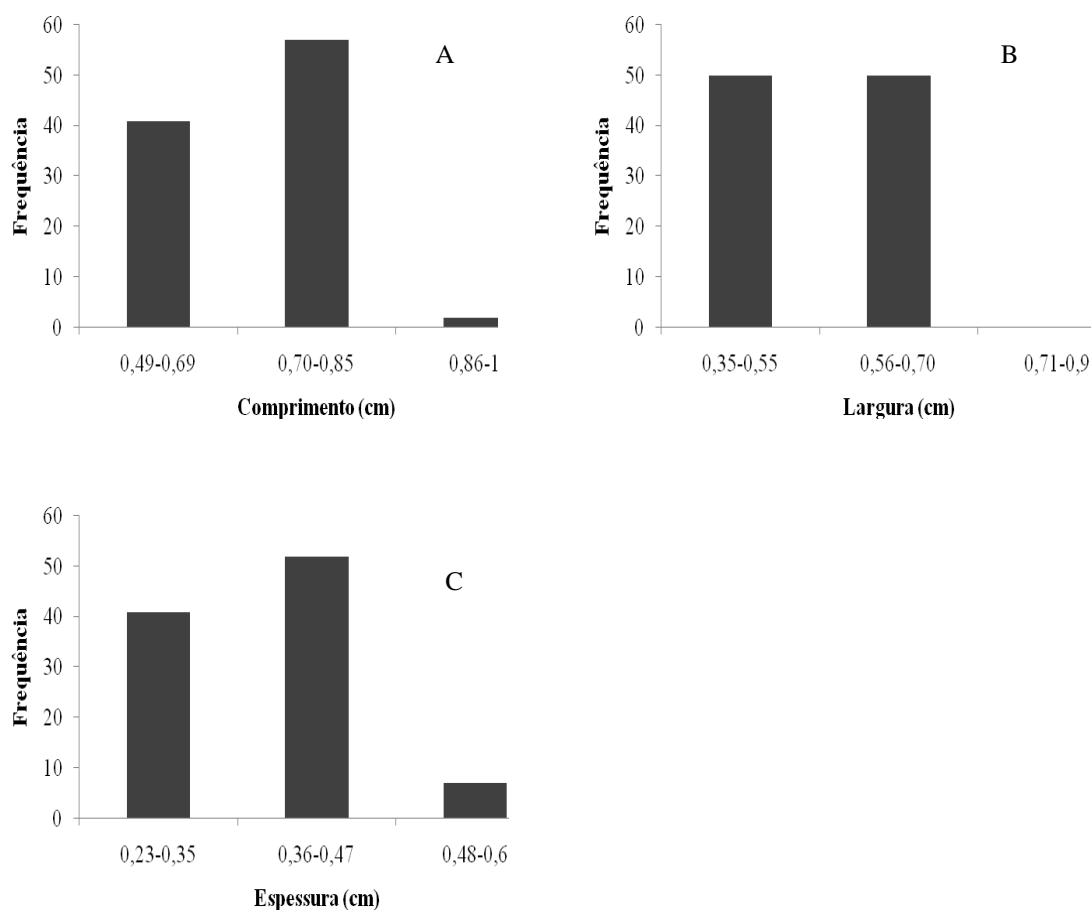 60
50
40
30
20
10
0
Frequência
A
0,49-0,69 0,70-0,85 0,86-1
Comprimento (cm)
60
50
40
30
20
10
0
Frequência
B
0,35-0,55 0,56-0,70 0,71-0,9
Largura (cm)
60
50
40
30
20
10
0
Frequência
C
0,23-0,35 0,36-0,47 0,48-0,6
Espessura (cm)